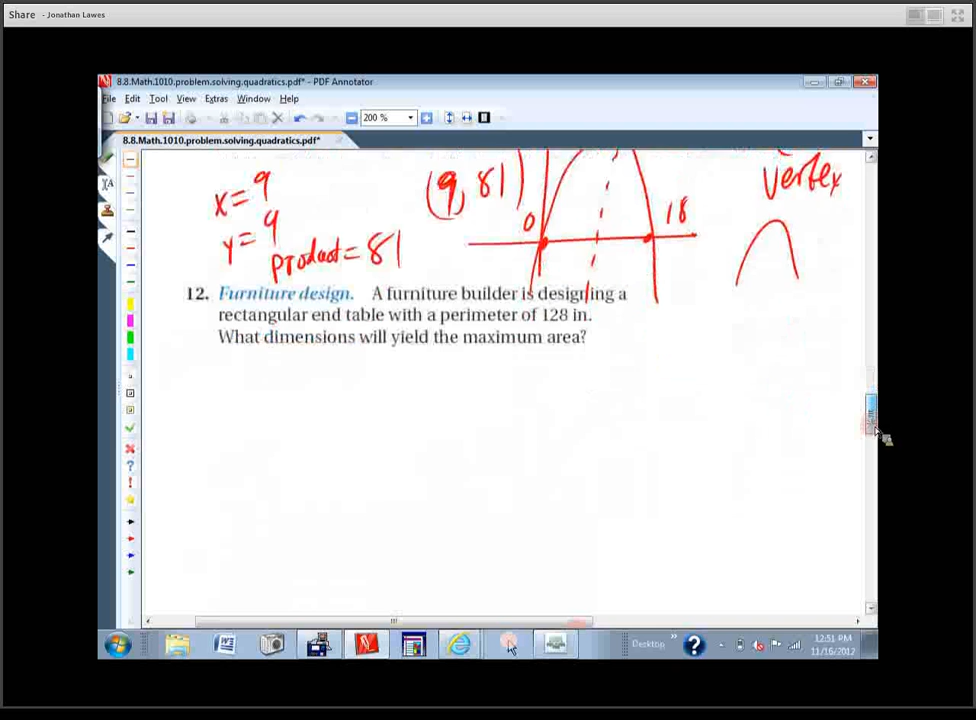 Share - Jonathan Lawes
8.8.Math.1010.problem.solving.quadratics.pdf* - PDF Annotator
File Edit Tool View Extras Window Help
200 %
8.8.Math.1010.problem.solving.quadratics.pdf*
x = 9
y = 9
product = 81
(9, 81)
0
18
vertex
12. Furniture design. A furniture builder is designing a
rectangular end table with a perimeter of 128 in.
What dimensions will yield the maximum area?
Desktop
12:51 PM
11/16/2012